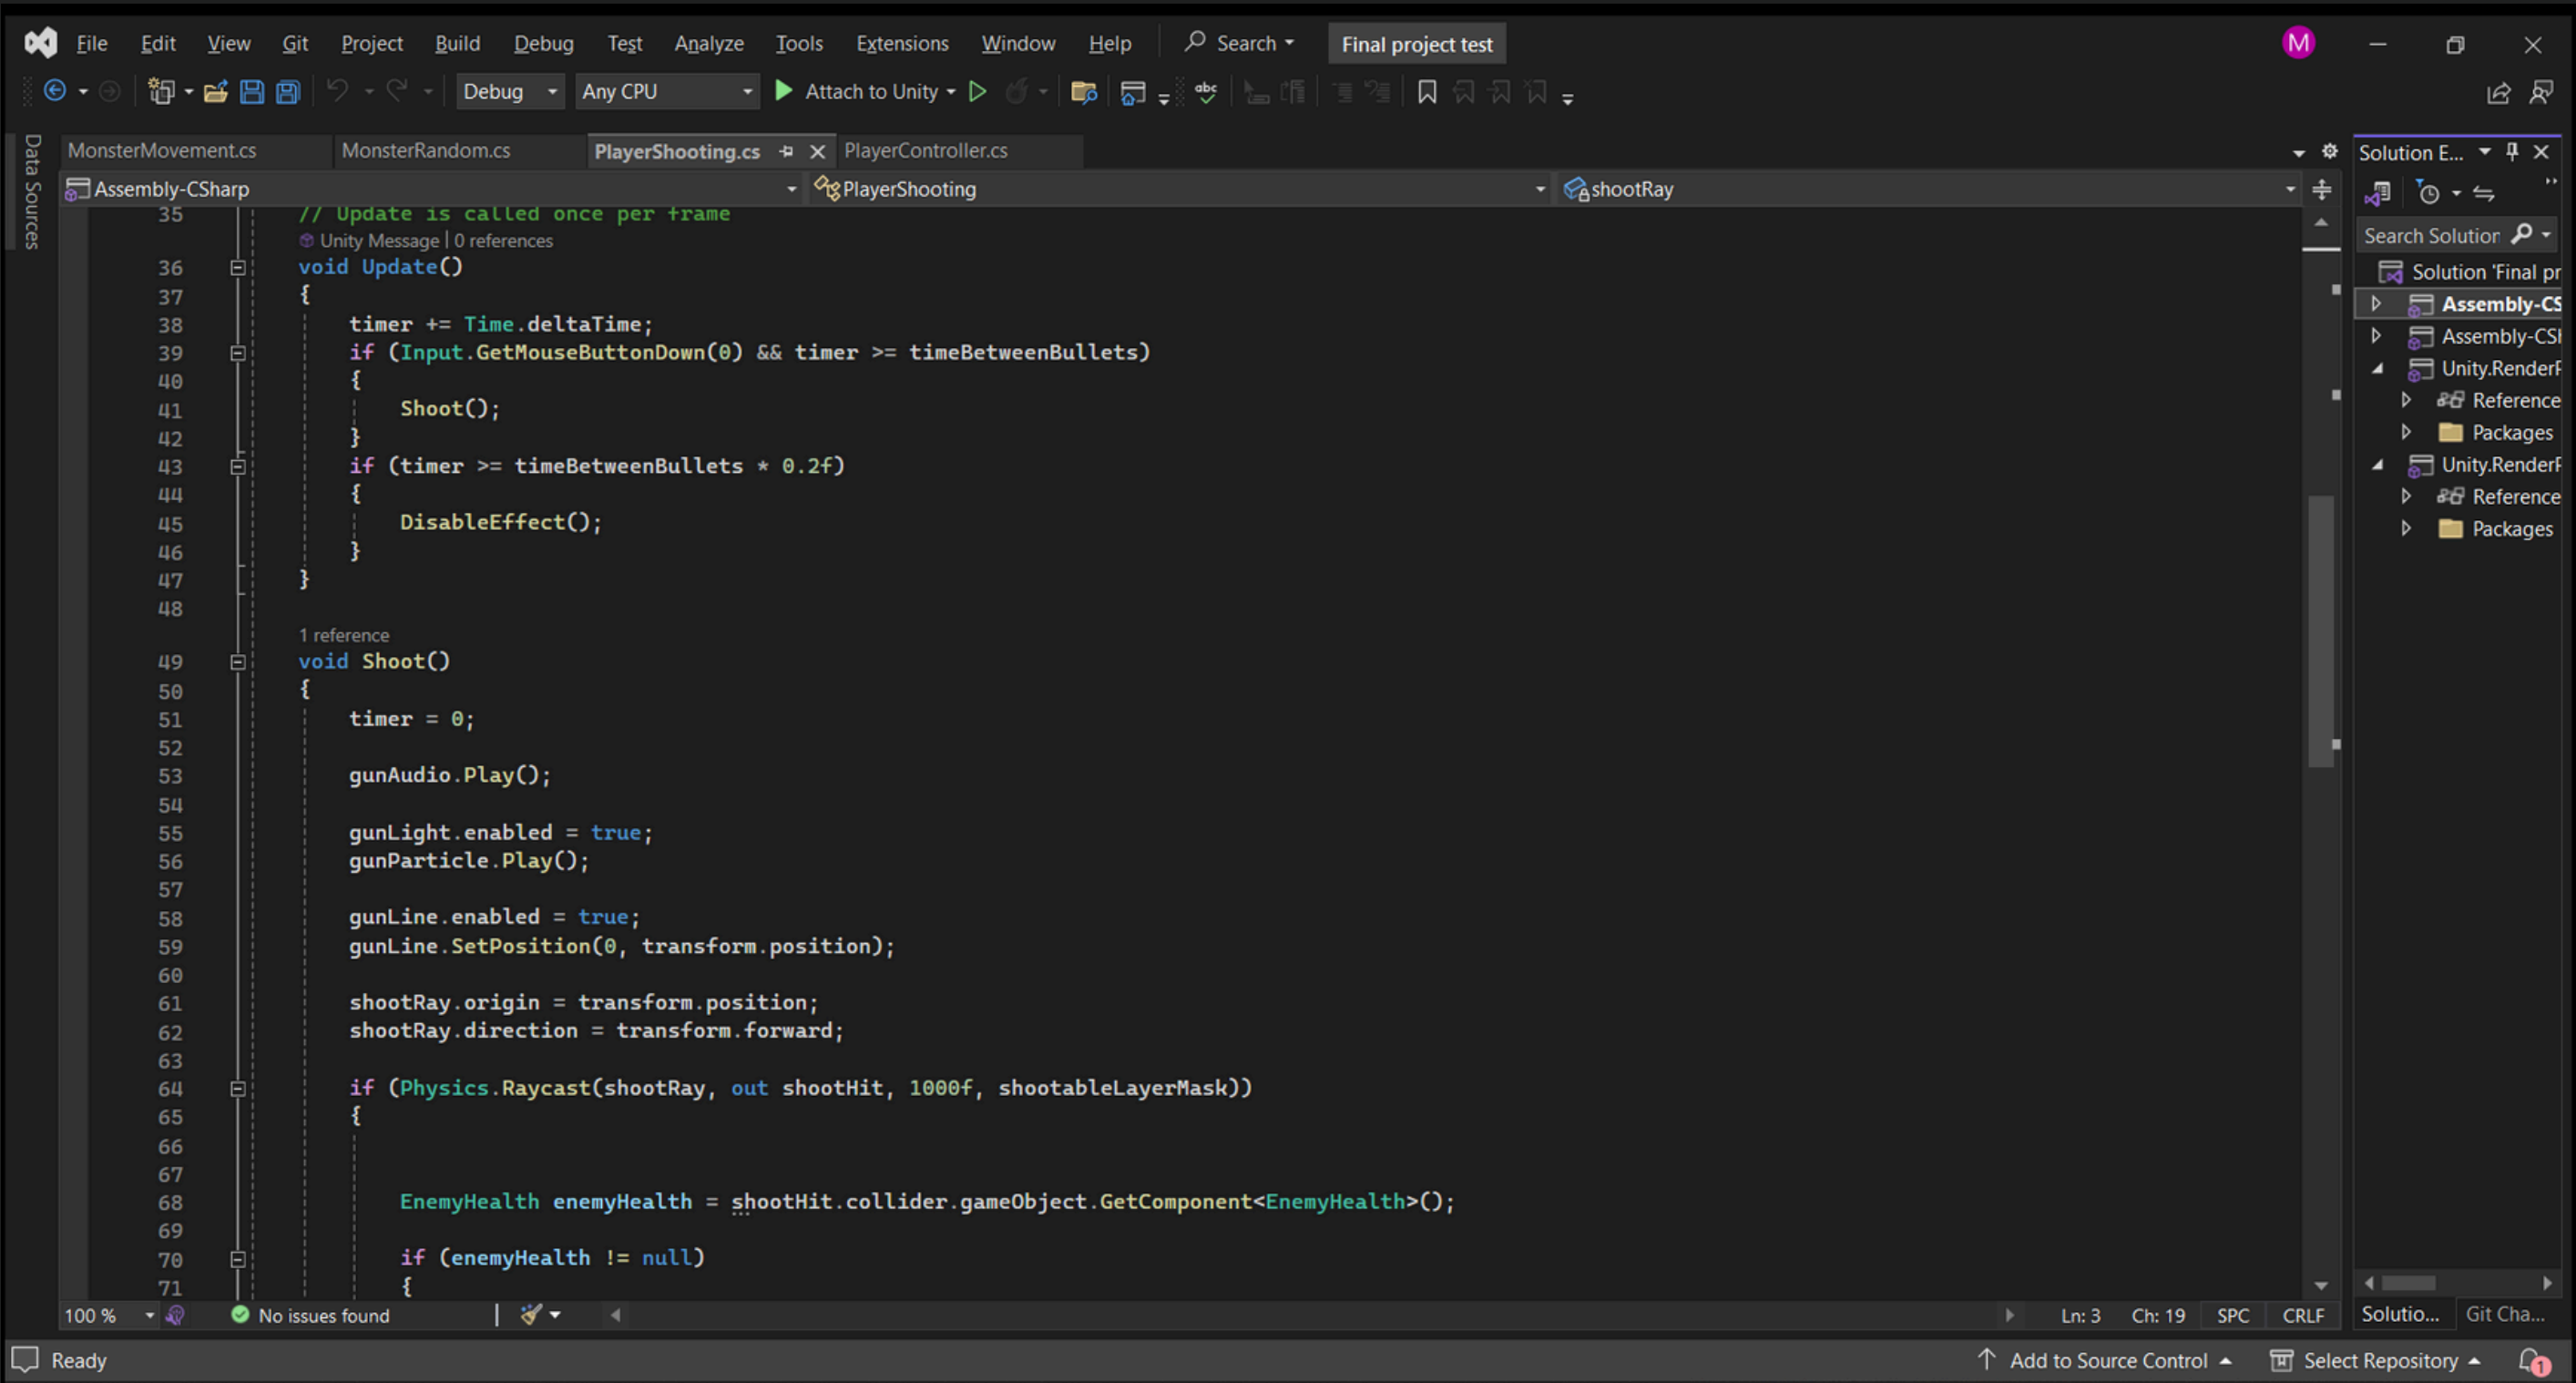 File Edit View Git Project Build Debug Test Analyze Tools Extensions Window Help Search Final project test M
Debug Any CPU Attach to Unity abc
Data Sources
MonsterMovement.cs MonsterRandom.cs PlayerShooting.cs PlayerController.cs
Assembly-CSharp PlayerShooting shootRay
35 // Update is called once per frame
Unity Message | 0 references
36 void Update()
37 {
38 timer += Time.deltaTime;
39 if (Input.GetMouseButtonDown(0) && timer >= timeBetweenBullets)
40 {
41 Shoot();
42 }
43 if (timer >= timeBetweenBullets * 0.2f)
44 {
45 DisableEffect();
46 }
47 }
48
1 reference
49 void Shoot()
50 {
51 timer = 0;
52
53 gunAudio.Play();
54
55 gunLight.enabled = true;
56 gunParticle.Play();
57
58 gunLine.enabled = true;
59 gunLine.SetPosition(0, transform.position);
60
61 shootRay.origin = transform.position;
62 shootRay.direction = transform.forward;
63
64 if (Physics.Raycast(shootRay, out shootHit, 1000f, shootableLayerMask))
65 {
66
67
68 EnemyHealth enemyHealth = shootHit.collider.gameObject.GetComponent<EnemyHealth>();
69
70 if (enemyHealth != null)
71 {
100 % No issues found Ln: 3 Ch: 19 SPC CRLF
Solution E...
Search Solution
Solution 'Final pr
Assembly-CS
Assembly-CS
Unity.Render
Reference
Packages
Unity.Render
Reference
Packages
Solutio... Git Cha...
Ready Add to Source Control Select Repository 1